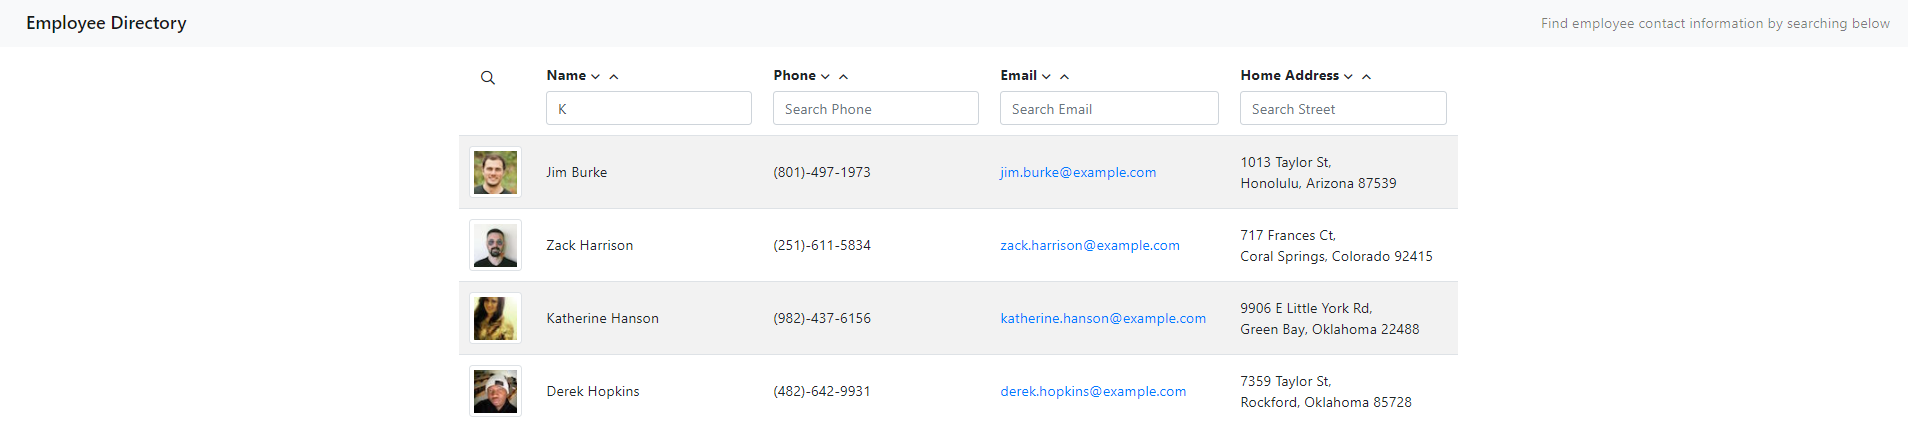 Employee Directory
Find employee contact information by searching below
Name Phone Email Home Address
K Search Phone Search Email Search Street
Jim Burke (801)-497-1973 jim.burke@example.com 1013 Taylor St,
Honolulu, Arizona 87539
Zack Harrison (251)-611-5834 zack.harrison@example.com 717 Frances Ct,
Coral Springs, Colorado 92415
Katherine Hanson (982)-437-6156 katherine.hanson@example.com 9906 E Little York Rd,
Green Bay, Oklahoma 22488
Derek Hopkins (482)-642-9931 derek.hopkins@example.com 7359 Taylor St,
Rockford, Oklahoma 85728